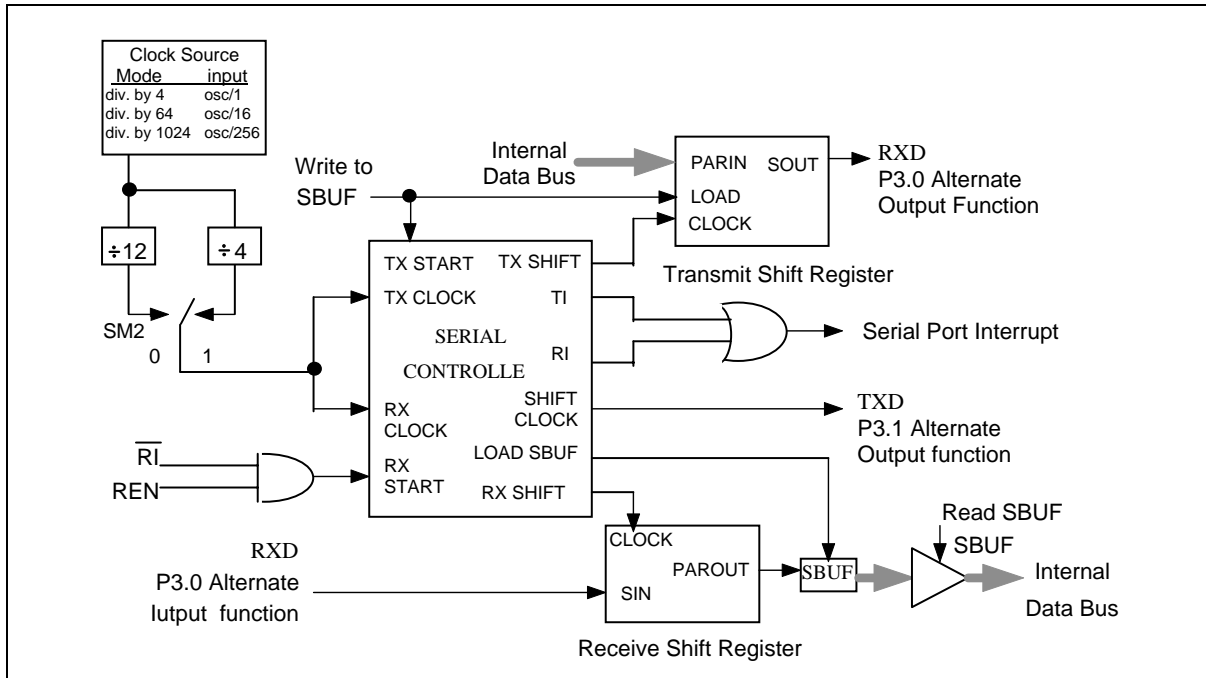 Clock Source
Mode input
div. by 4 osc/1
div. by 64 osc/16
div. by 1024 osc/256
÷12
÷4
SM2
0 1
Write to
SBUF
Internal
Data Bus
PARIN SOUT
LOAD
CLOCK
RXD
P3.0 Alternate
Output Function
Transmit Shift Register
TX START TX SHIFT
TX CLOCK TI
SERIAL
RI
CONTROLLE
SHIFT
CLOCK
RX
CLOCK
LOAD SBUF
RX
START
RX SHIFT
Serial Port Interrupt
TXD
P3.1 Alternate
Output function
RI
REN
RXD
P3.0 Alternate
Iutput function
CLOCK
PAROUT
SIN
Receive Shift Register
SBUF
Read SBUF
SBUF
Internal
Data Bus